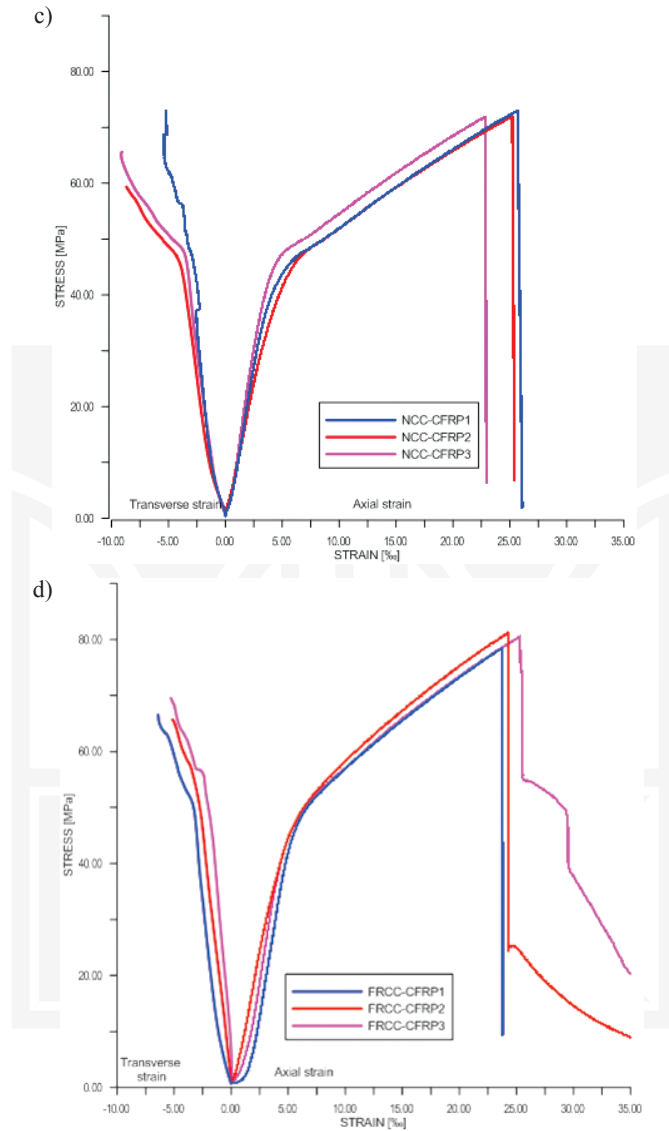 c)
80.00
60.00
STRESS [MPa]
40.00
20.00
NCC-CFRP1
NCC-CFRP2
NCC-CFRP3
Transverse strain
Axial strain
0.00
-10.00 -5.00 0.00 5.00 10.00 15.00 20.00 25.00 30.00 35.00
STRAIN [‰]
d)
80.00
60.00
STRESS [MPa]
40.00
20.00
FRCC-CFRP1
FRCC-CFRP2
FRCC-CFRP3
Transverse
strain
Axial strain
0.00
-10.00 -5.00 0.00 5.00 10.00 15.00 20.00 25.00 30.00 35.00
STRAIN [‰]